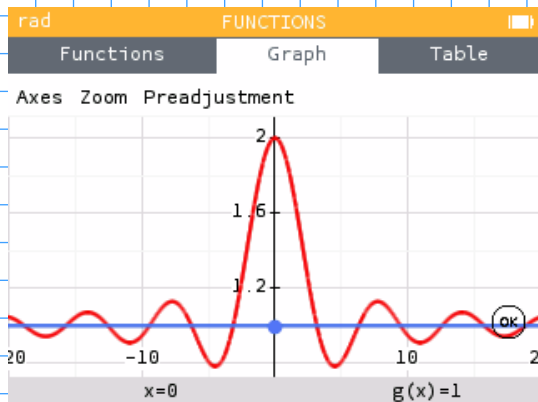 rad FUNCTIONS
Functions Graph Table
Axes Zoom Preadjustment
2
1.6
1.2
OK
20 -10 10 2
x=0 g(x)=1